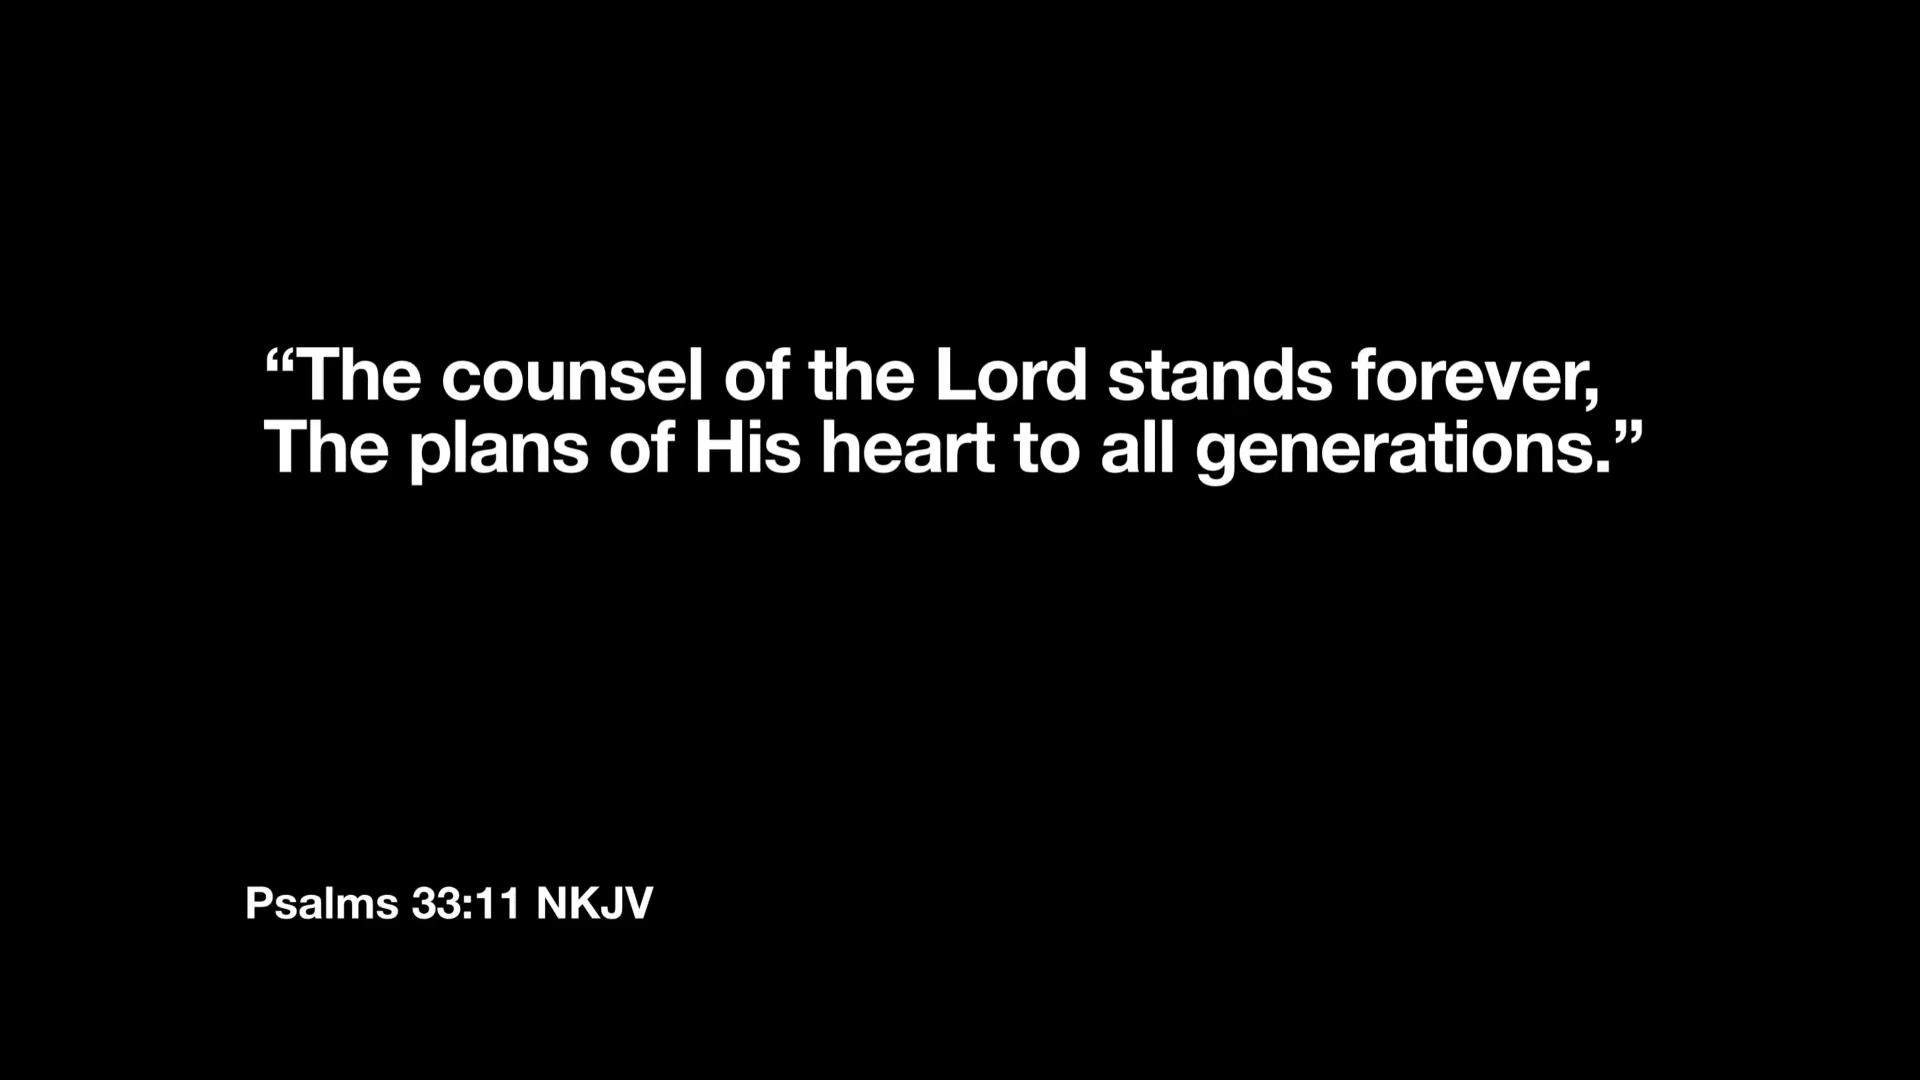 “The counsel of the Lord stands forever,
The plans of His heart to all generations.”
Psalms 33:11 NKJV